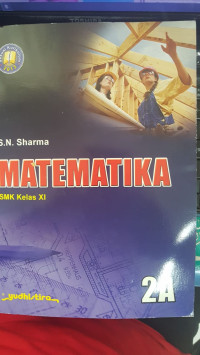 S.N. Sharma
MATEMATIKA
SMK Kelas XI
yudhistira
2A